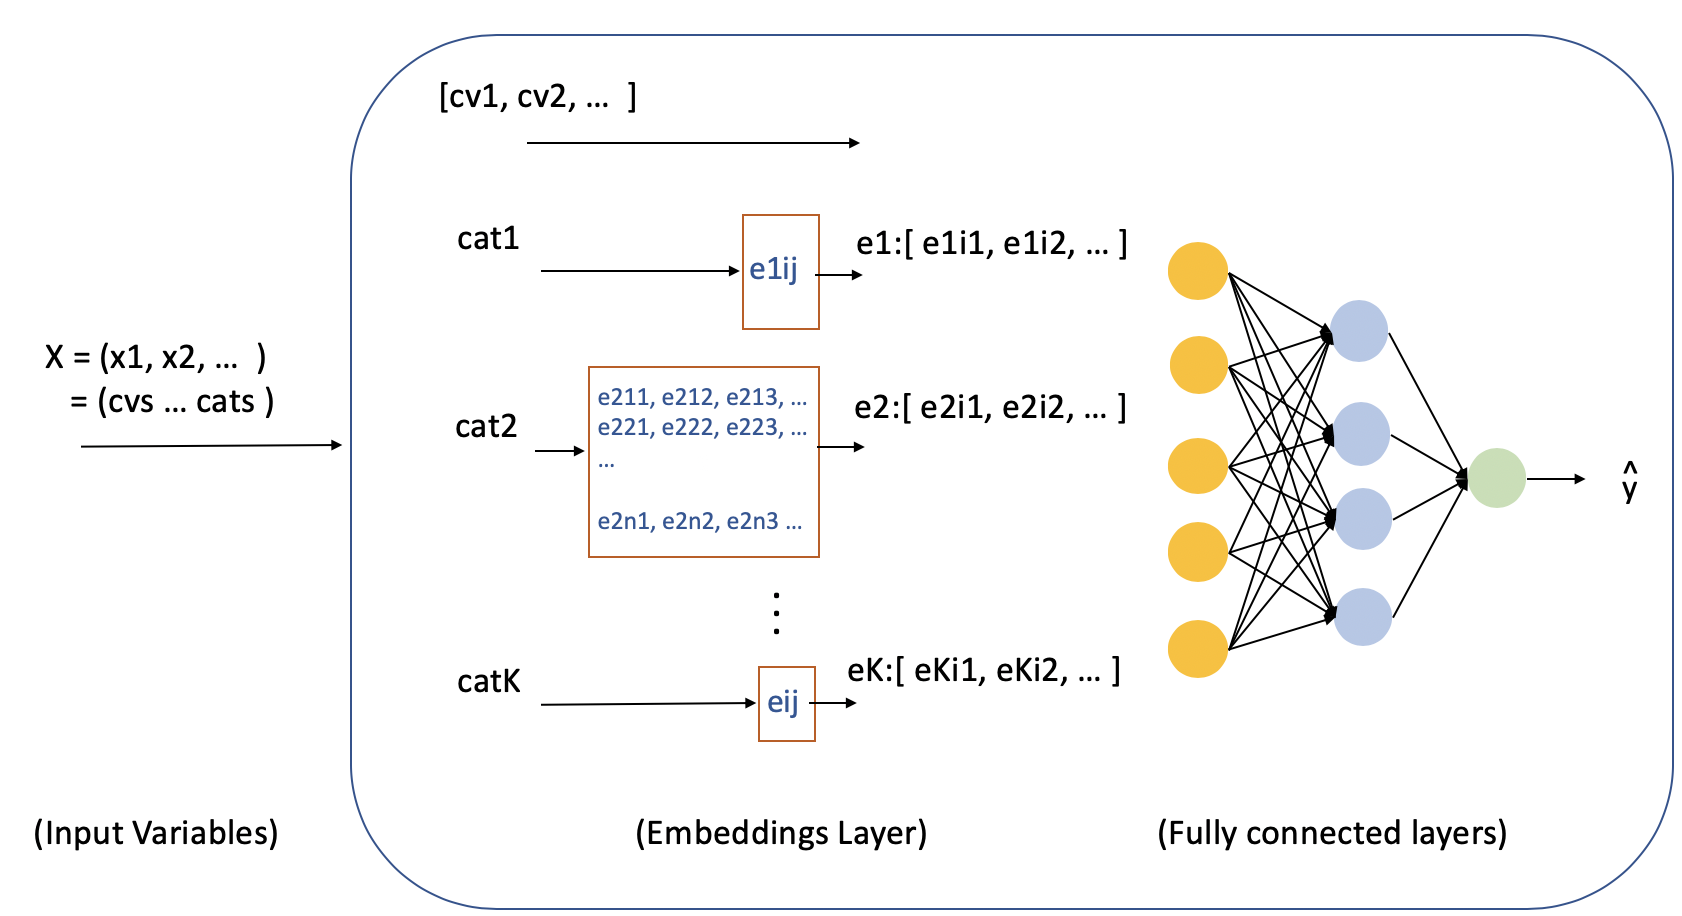 [cv1, cv2, ... ]
cat1
e1ij
e1:[ e1i1, e1i2, ... ]
X = (x1, x2, ... )
= (cvs ... cats )
cat2
e211, e212, e213, ...
e221, e222, e223, ...
...
e2n1, e2n2, e2n3 ...
e2:[ e2i1, e2i2, ... ]
ŷ
catK
eij
eK:[ eKi1, eKi2, ... ]
(Input Variables)
(Embeddings Layer)
(Fully connected layers)